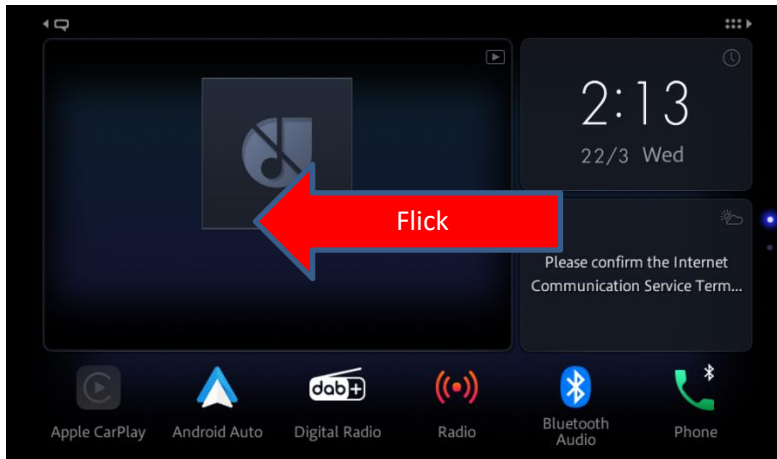 2:13
22/3 Wed
Flick
Please confirm the Internet
Communication Service Term...
dab+
Apple CarPlay
Android Auto
Digital Radio
Radio
Bluetooth
Audio
Phone